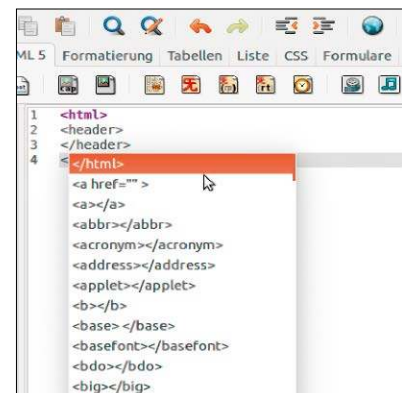 ML 5 Formatierung Tabellen Liste CSS Formulare
1 <html>
2 <header>
3 </header>
4 <
</html>
<a href="" >
<a></a>
<abbr></abbr>
<acronym></acronym>
<address></address>
<applet></applet>
<b></b>
<base></base>
<basefont></basefont>
<bdo></bdo>
<big></big>